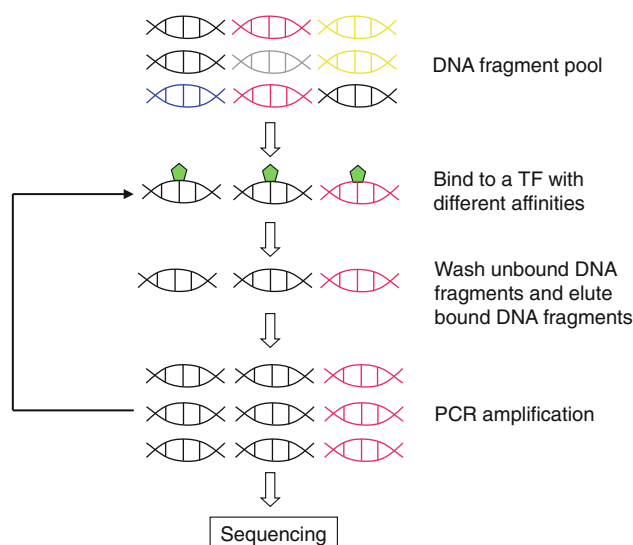 DNA fragment pool
Bind to a TF with
different affinities
Wash unbound DNA
fragments and elute
bound DNA fragments
PCR amplification
Sequencing